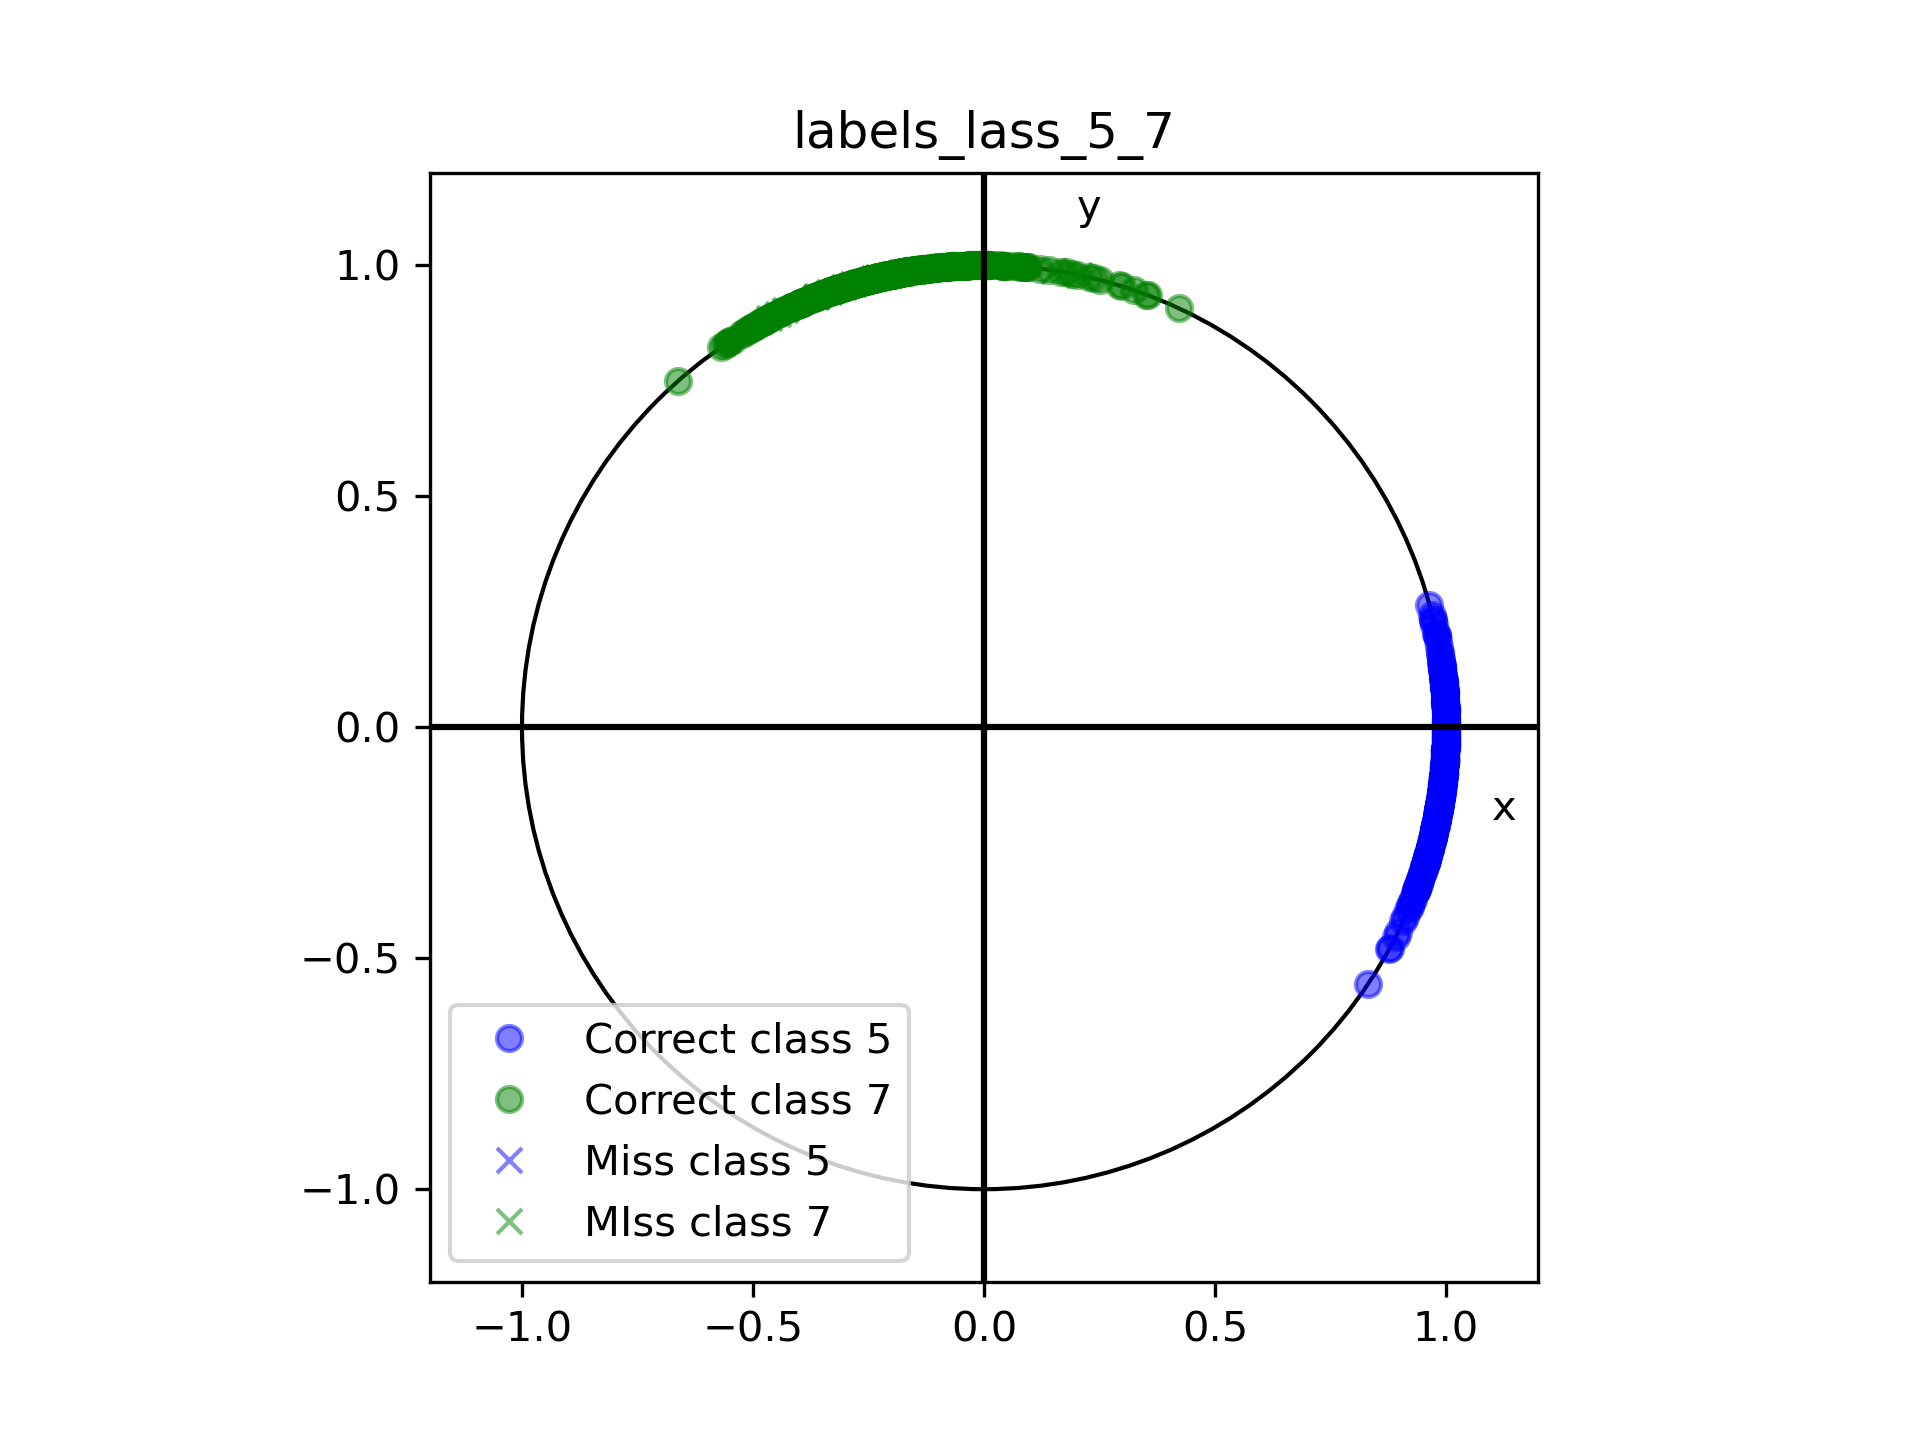 labels_lass_5_7
y
1.0
0.5
0.0
x
−0.5
−1.0
Correct class 5
Correct class 7
Miss class 5
MIss class 7
−1.0 −0.5 0.0 0.5 1.0